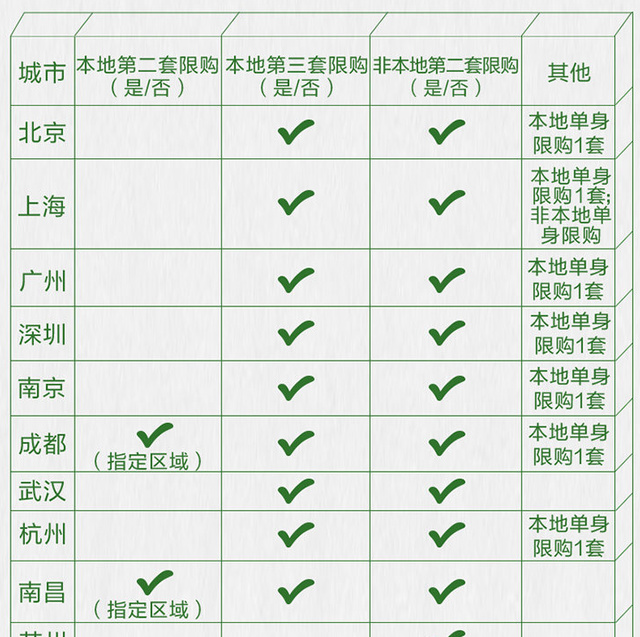 城市
本地第二套限购
（是/否）
本地第三套限购
（是/否）
非本地第二套限购
（是/否）
其他
北京
本地单身
限购1套
上海
本地单身
限购1套;
非本地单
身限购
广州
本地单身
限购1套
深圳
本地单身
限购1套
南京
本地单身
限购1套
成都
（指定区域）
本地单身
限购1套
武汉
杭州
本地单身
限购1套
南昌
（指定区域）